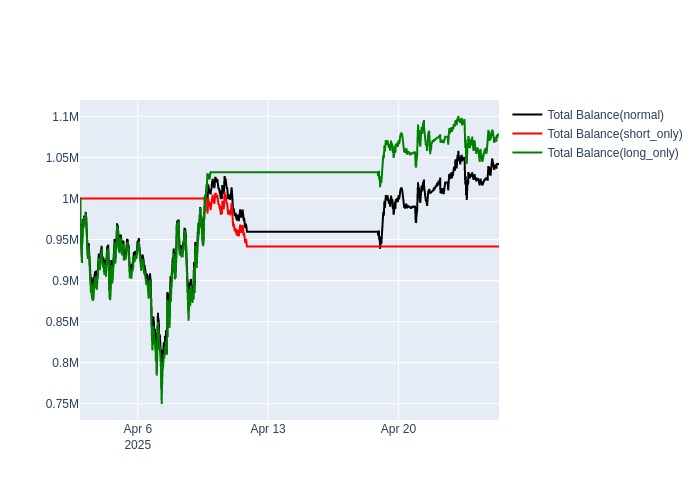 1.1M
1.05M
1M
0.95M
0.9M
0.85M
0.8M
0.75M
Apr 6
2025
Apr 13
Apr 20
Total Balance(normal)
Total Balance(short_only)
Total Balance(long_only)